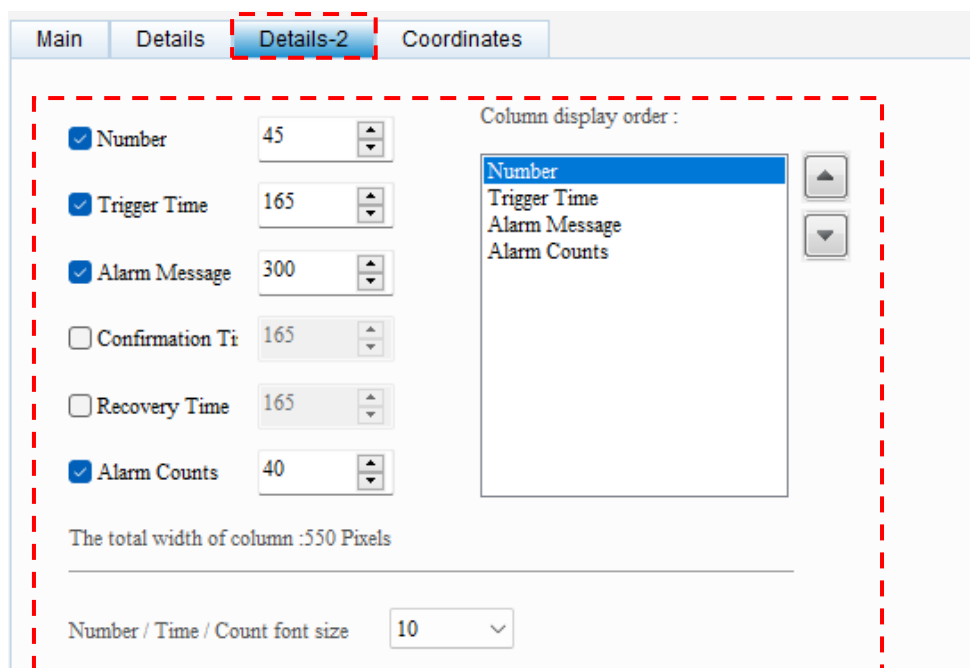 Main Details Details-2 Coordinates
Column display order :
Number 45
Trigger Time 165
Alarm Message 300
Confirmation Ti 165
Recovery Time 165
Alarm Counts 40
Number
Trigger Time
Alarm Message
Alarm Counts
The total width of column :550 Pixels
Number / Time / Count font size 10